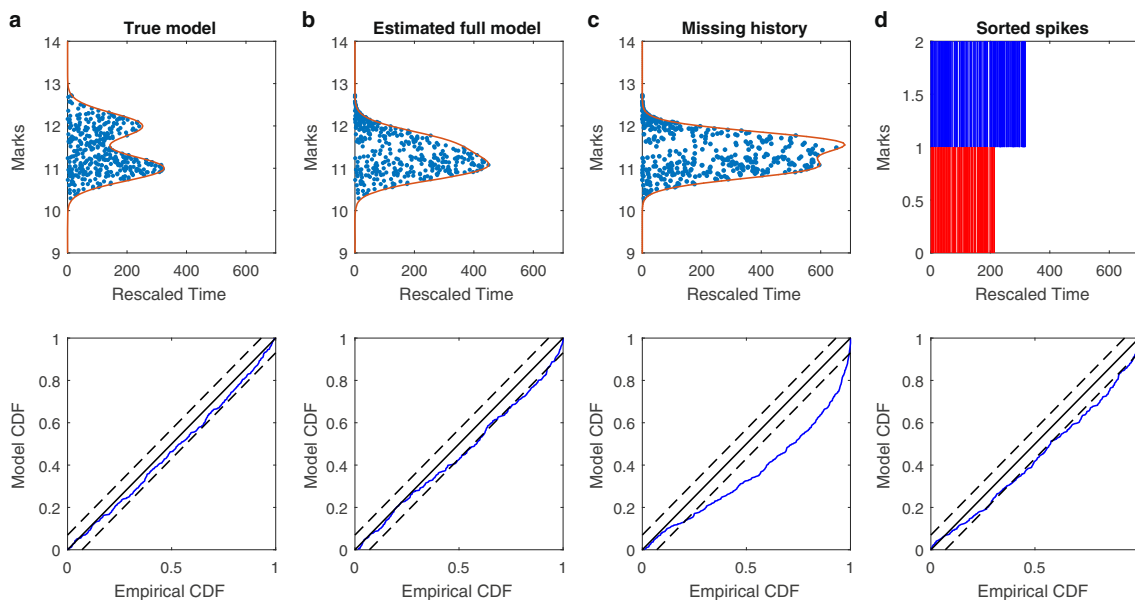 a
True model
14
13
12
11
10
9
Marks
0 200 400 600
Rescaled Time
b
Estimated full model
14
13
12
11
10
9
Marks
0 200 400 600
Rescaled Time
c
Missing history
14
13
12
11
10
9
Marks
0 200 400 600
Rescaled Time
d
Sorted spikes
2
1.5
1
0.5
0
Marks
0 200 400 600
Rescaled Time
1
0.8
0.6
0.4
0.2
0
Model CDF
0 0.5 1
Empirical CDF
1
0.8
0.6
0.4
0.2
0
Model CDF
0.5 1
Empirical CDF
1
0.8
0.6
0.4
0.2
0
Model CDF
0 0.5 1
Empirical CDF
1
0.8
0.6
0.4
0.2
0
Model CDF
0 0.5
Empirical CDF